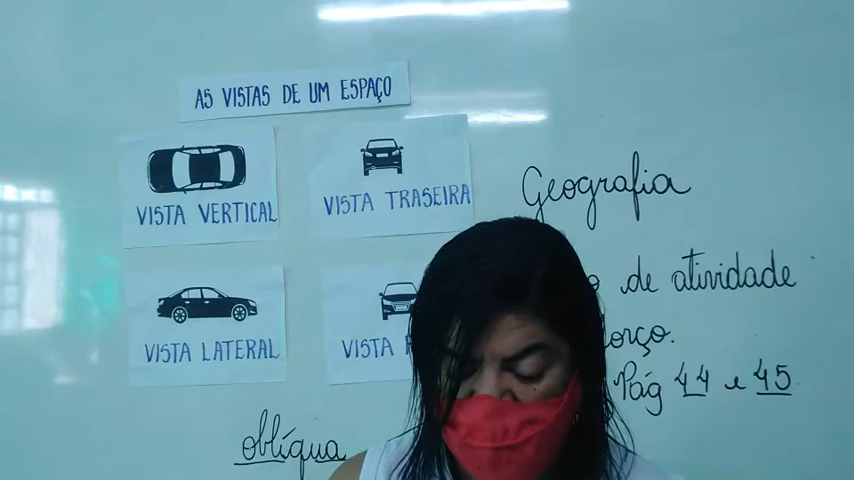 AS VISTAS DE UM ESPAÇO
VISTA VERTICAL
VISTA TRASEIRA
VISTA LATERAL
VISTA
oblíqua
Geografia
de atividade
Pág 44 e 45